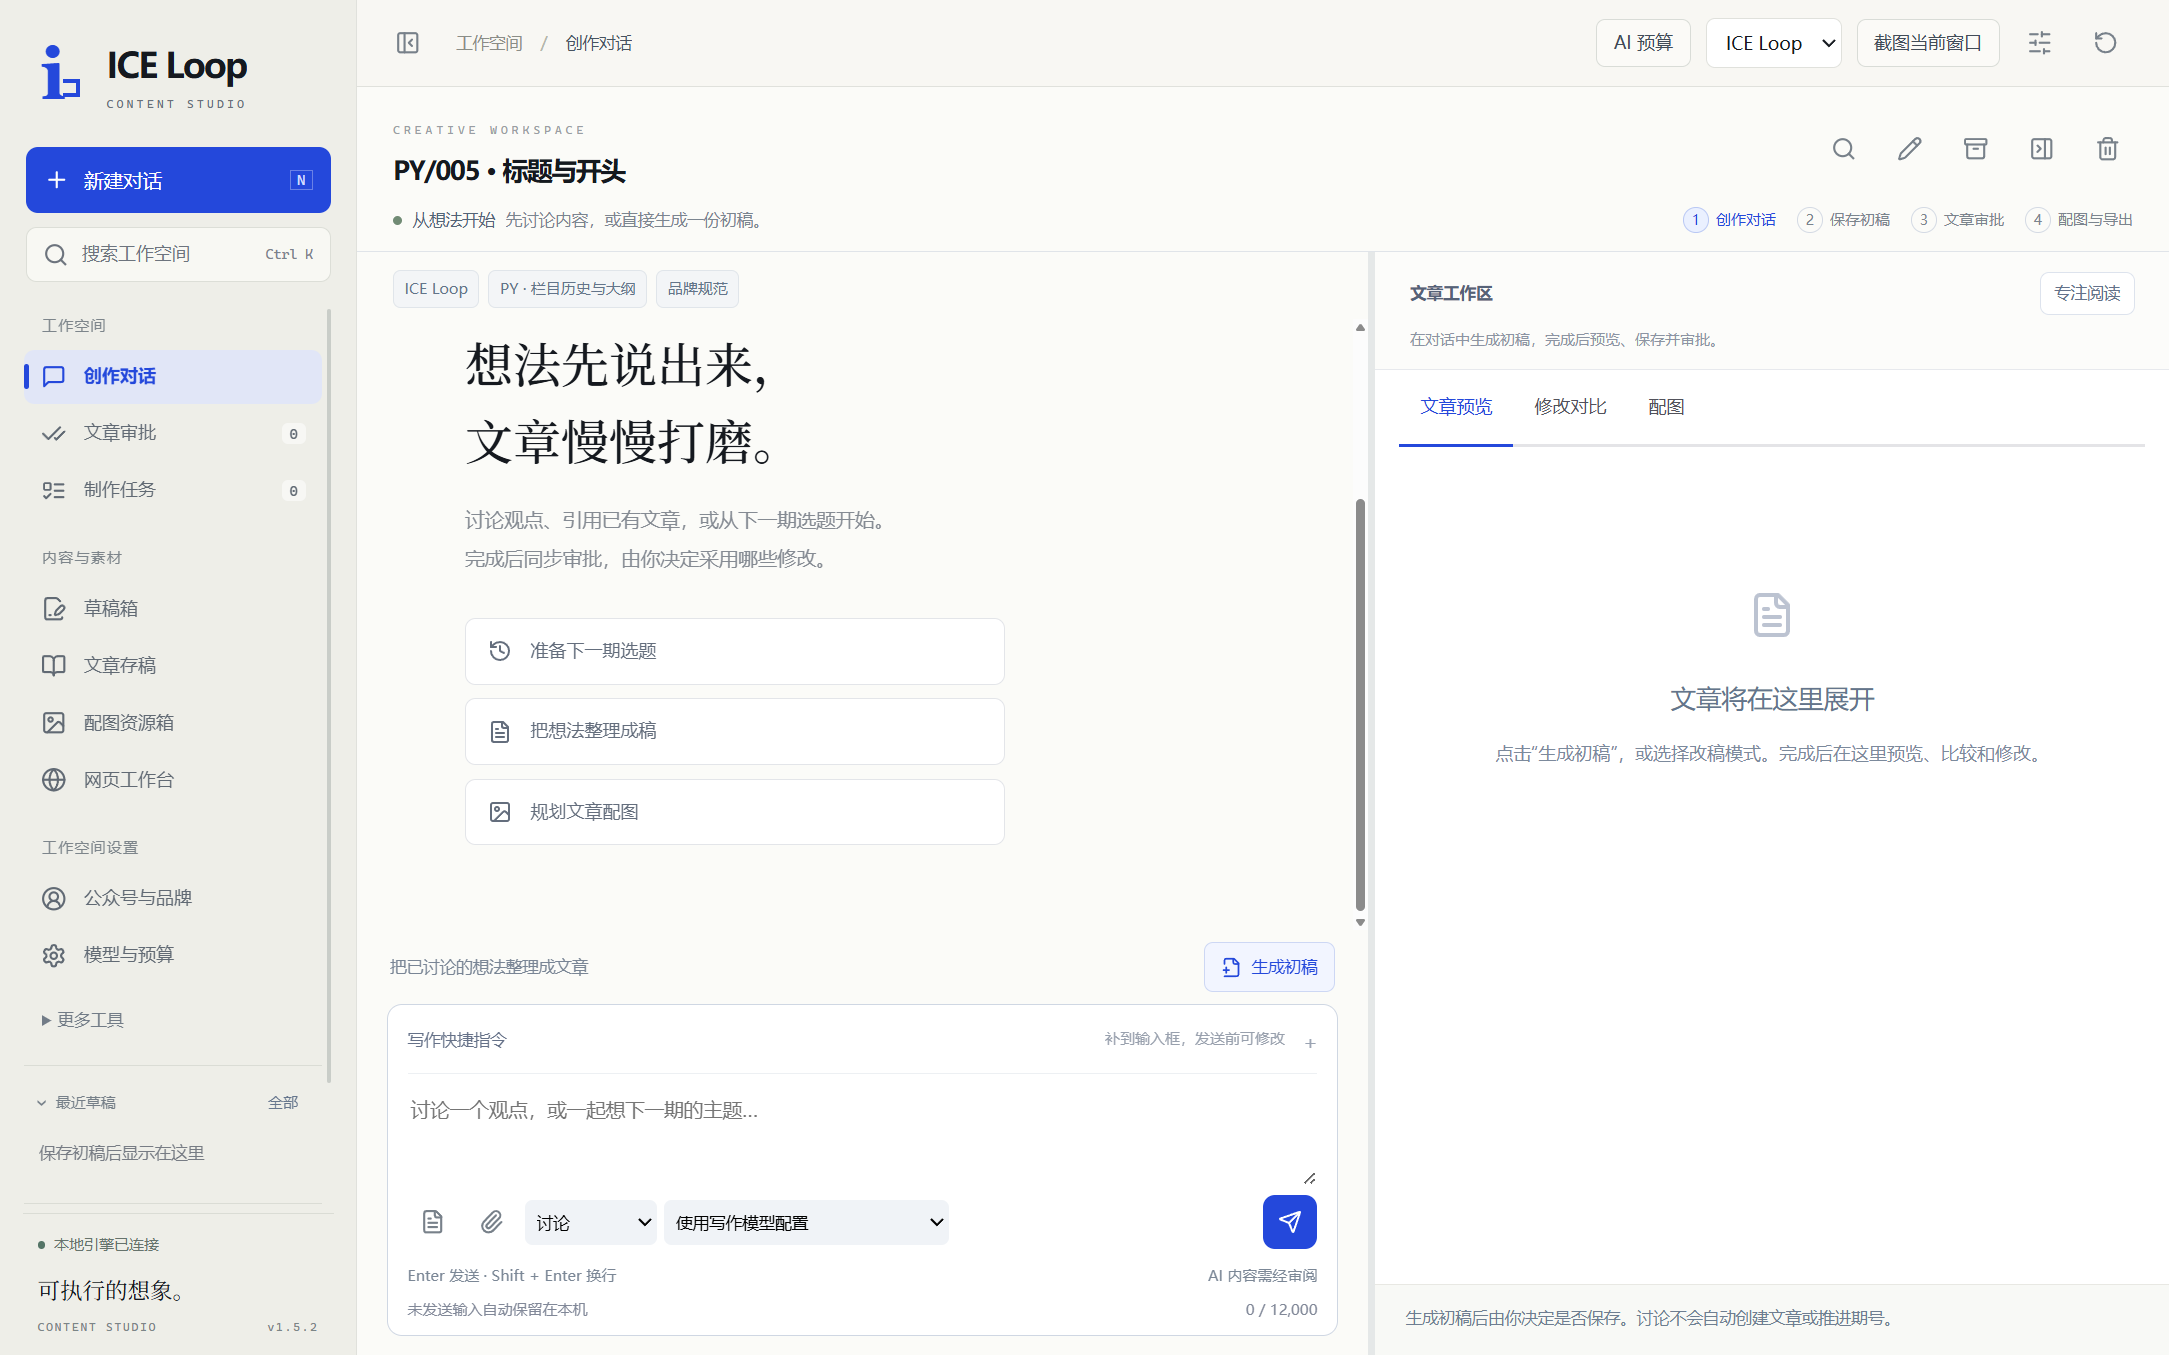 ICE Loop
CONTENT STUDIO
新建对话 N
搜索工作空间 Ctrl K
工作空间
创作对话
文章审批 0
制作任务 0
内容与素材
草稿箱
文章存稿
配图资源箱
网页工作台
工作空间设置
公众号与品牌
模型与预算
更多工具
最近草稿 全部
保存初稿后显示在这里
本地引擎已连接
可执行的想象。
CONTENT STUDIO v1.5.2
工作空间 / 创作对话
AI 预算 ICE Loop 截图当前窗口
CREATIVE WORKSPACE
PY/005 • 标题与开头
从想法开始 先讨论内容，或直接生成一份初稿。
1 创作对话 2 保存初稿 3 文章审批 4 配图与导出
ICE Loop PY · 栏目历史与大纲 品牌规范
想法先说出来，
文章慢慢打磨。
讨论观点、引用已有文章，或从下一期选题开始。
完成后同步审批，由你决定采用哪些修改。
准备下一期选题
把想法整理成稿
规划文章配图
把已讨论的想法整理成文章 生成初稿
写作快捷指令 补到输入框，发送前可修改 +
讨论一个观点，或一起想下一期的主题...
讨论 使用写作模型配置
Enter 发送 · Shift + Enter 换行 AI 内容需经审阅
未发送输入自动保留在本机 0 / 12,000
文章工作区 专注阅读
在对话中生成初稿，完成后预览、保存并审批。
文章预览 修改对比 配图
文章将在这里展开
点击“生成初稿”，或选择改稿模式。完成后在这里预览、比较和修改。
生成初稿后由你决定是否保存。讨论不会自动创建文章或推进期号。